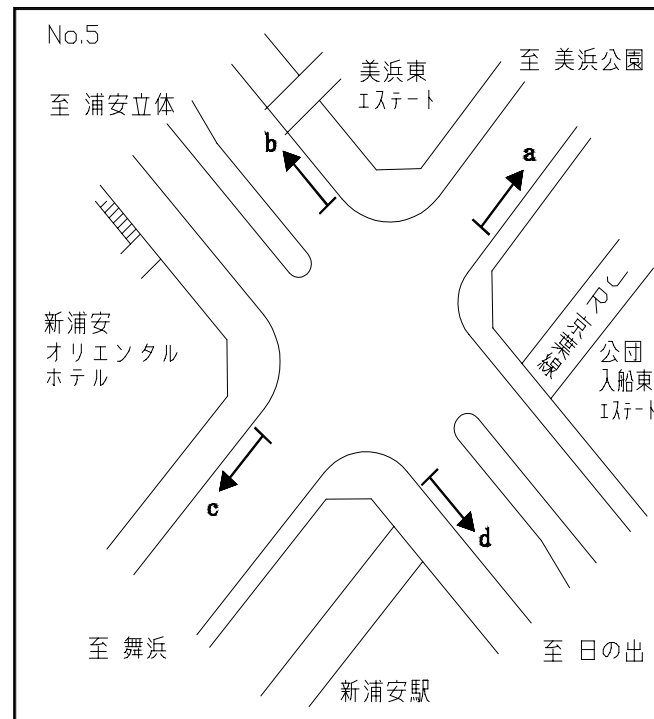 No.5
至 美浜公園
美浜東
エステート
至 浦安立体
b
a
JR京葉線
新浦安
オリエンタル
ホテル
公団
入船東
エステート
c
d
至 舞浜
至 日の出
新浦安駅